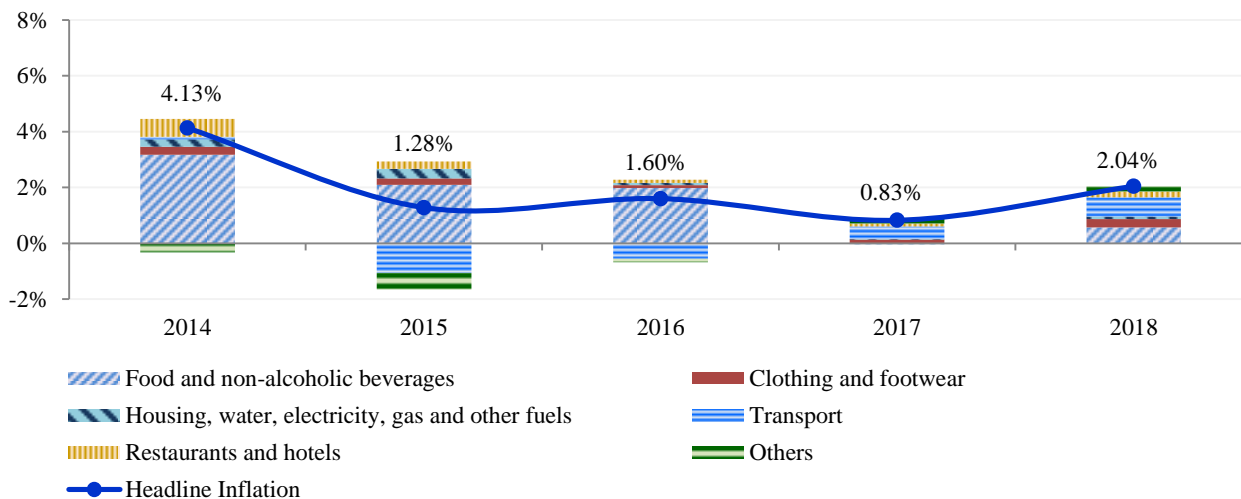 8%
6%
4%
2%
0%
-2%
4.13%
1.28%
1.60%
0.83%
2.04%
2014 2015 2016 2017 2018
Food and non-alcoholic beverages Clothing and footwear
Housing, water, electricity, gas and other fuels Transport
Restaurants and hotels Others
Headline Inflation